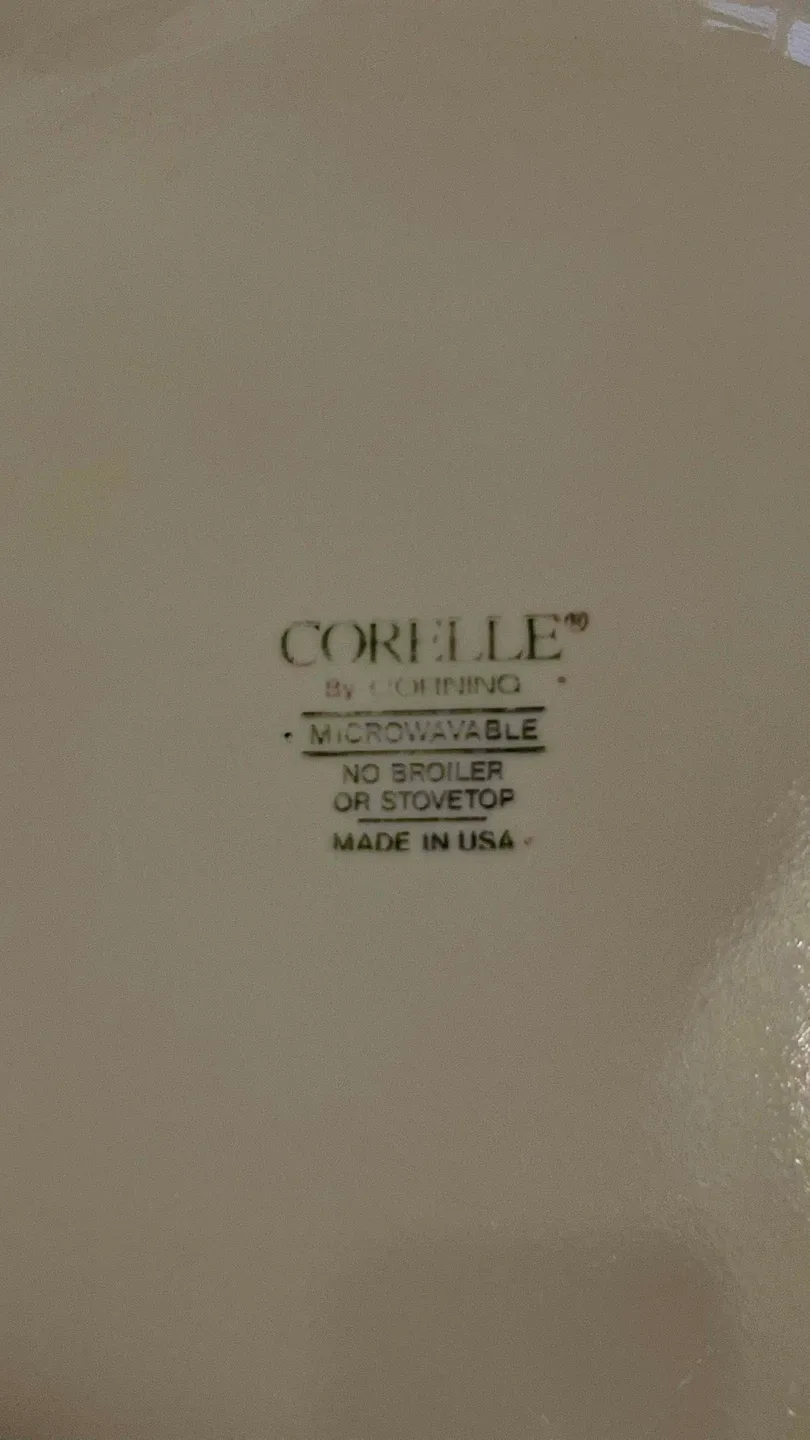 CORELLE®
By CORNING
MICROWAVABLE
NO BROILER
OR STOVETOP
MADE IN USA